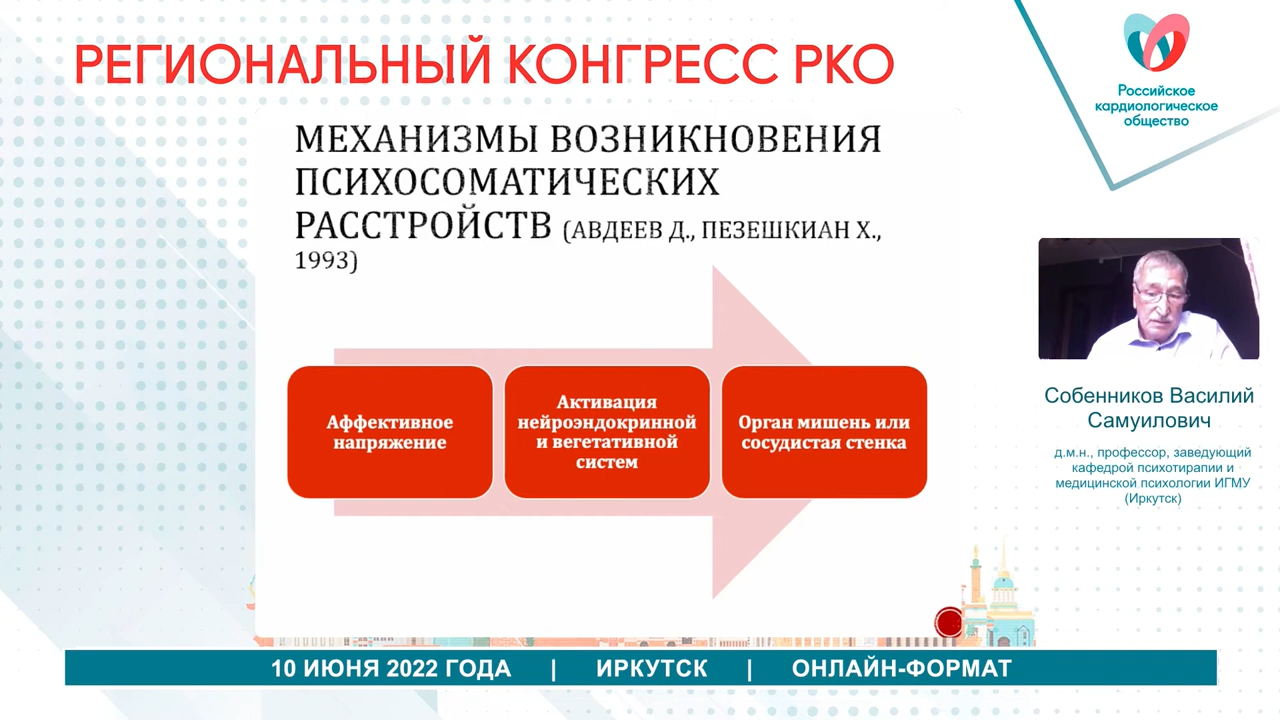 РЕГИОНАЛЬНЫЙ КОНГРЕСС РКО
Российское
кардиологическое
общество
МЕХАНИЗМЫ ВОЗНИКНОВЕНИЯ
ПСИХОСОМАТИЧЕСКИХ
РАССТРОЙСТВ (АВДЕЕВ Д., ПЕЗЕШКИАН Х.,
1993)
Аффективное
напряжение
Активация
нейроэндокринной
и вегетативной
систем
Орган мишень или
сосудистая стенка
Собенников Василий
Самуилович
д.м.н., профессор, заведующий
кафедрой психотирапии и
медицинской психологии ИГМУ
(Иркутск)
10 ИЮНЯ 2022 ГОДА | ИРКУТСК | ОНЛАЙН-ФОРМАТ